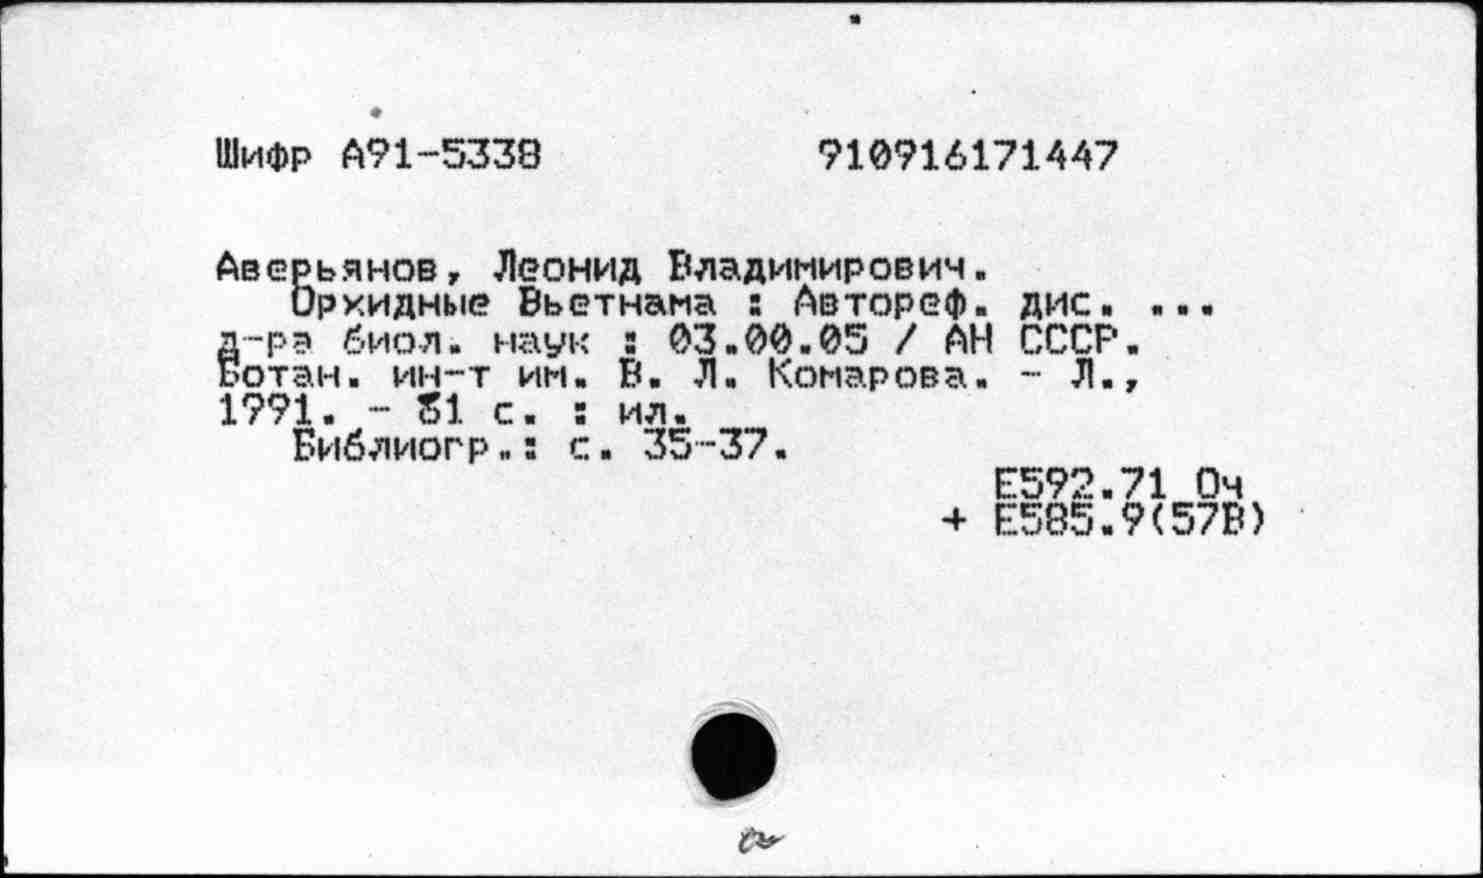 Шифр А91-5338 910916171447
Аверьянов, Леонид Владимирович.
Орхидные Вьетнама : Автореф. дис. ...
д-ра биол. наук : 03.00.05 / АН СССР.
Ботан. ин-т им. В. Л. Комарова. - Л.,
1991. - 51 с. : ил.
Библиогр.: с. 35-37.
Е592.71 Оч
+ Е585.9(57В)